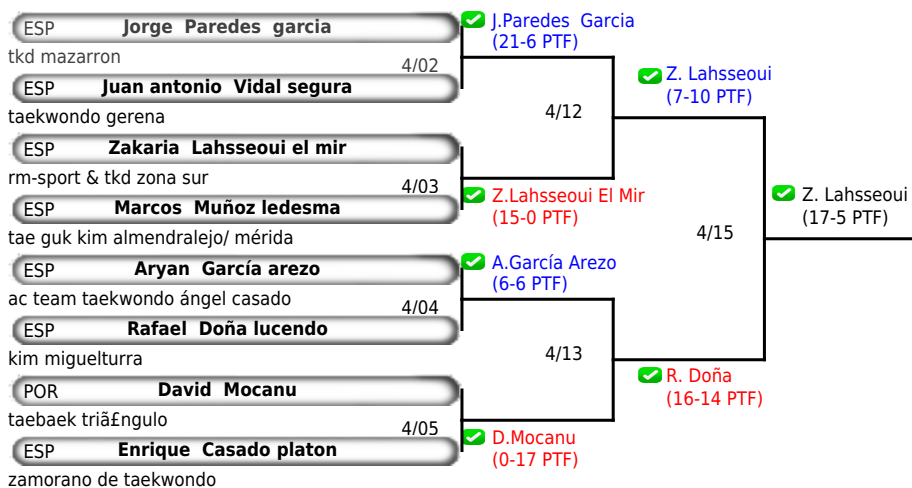 ESP Jorge Paredes garcia
tkd mazarron
4/02
ESP Juan antonio Vidal segura
taekwondo gerena
ESP Zakaria Lahsseoui el mir
rm-sport & tkd zona sur
4/03
ESP Marcos Muñoz ledesma
tae guk kim almendralejo/ mérida
ESP Aryan García arezo
ac team taekwondo ángel casado
4/04
ESP Rafael Doña lucendo
kim miguelturra
POR David Mocanu
taebaek triã£ngulo
4/05
ESP Enrique Casado platon
zamorano de taekwondo
J.Paredes Garcia
(21-6 PTF)
4/12
Z.Lahsseoui El Mir
(15-0 PTF)
A.García Arezo
(6-6 PTF)
4/13
D.Mocanu
(0-17 PTF)
Z. Lahsseoui
(7-10 PTF)
4/15
R. Doña
(16-14 PTF)
Z. Lahsseoui
(17-5 PTF)